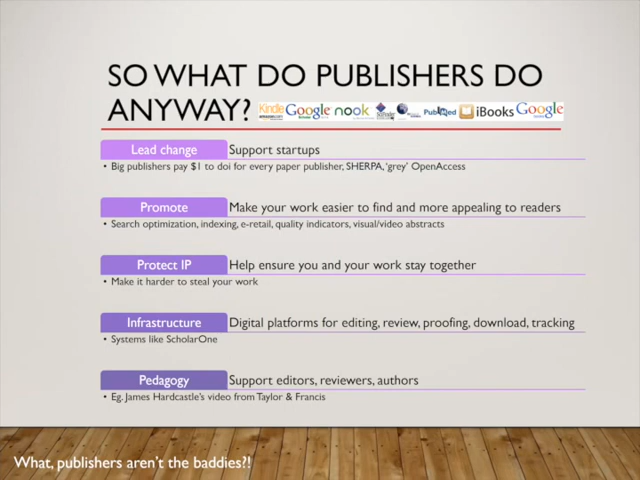 SO WHAT DO PUBLISHERS DO
ANYWAY? Kindle amazon.com Google nook PubMed iBooks Google
Lead change Support startups
• Big publishers pay $1 to doi for every paper publisher, SHERPA, ‘grey’ OpenAccess
Promote Make your work easier to find and more appealing to readers
• Search optimization, indexing, e-retail, quality indicators, visual/video abstracts
Protect IP Help ensure you and your work stay together
• Make it harder to steal your work
Infrastructure Digital platforms for editing, review, proofing, download, tracking
• Systems like ScholarOne
Pedagogy Support editors, reviewers, authors
• Eg. James Hardcastle’s video from Taylor & Francis
What, publishers aren’t the baddies?!